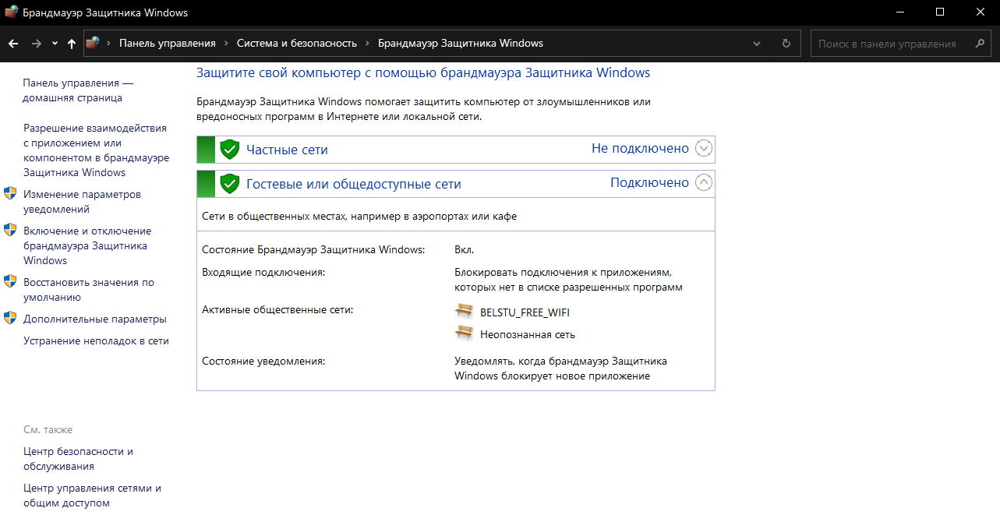 Брандмауэр Защитника Windows
Панель управления › Система и безопасность › Брандмауэр Защитника Windows
Поиск в панели управления
Панель управления —
домашняя страница
Разрешение взаимодействия
с приложением или
компонентом в брандмауэре
Защитника Windows
Изменение параметров
уведомлений
Включение и отключение
брандмауэра Защитника
Windows
Восстановить значения по
умолчанию
Дополнительные параметры
Устранение неполадок в сети
См. также
Центр безопасности и
обслуживания
Центр управления сетями и
общим доступом
Защитите свой компьютер с помощью брандмауэра Защитника Windows
Брандмауэр Защитника Windows помогает защитить компьютер от злоумышленников или
вредоносных программ в Интернете или локальной сети.
Частные сети Не подключено
Гостевые или общедоступные сети Подключено
Сети в общественных местах, например в аэропортах или кафе
Состояние Брандмауэр Защитника Windows: Вкл.
Входящие подключения: Блокировать подключения к приложениям,
которых нет в списке разрешенных программ
Активные общественные сети: BELSTU_FREE_WIFI
Неопознанная сеть
Состояние уведомления: Уведомлять, когда брандмауэр Защитника
Windows блокирует новое приложение